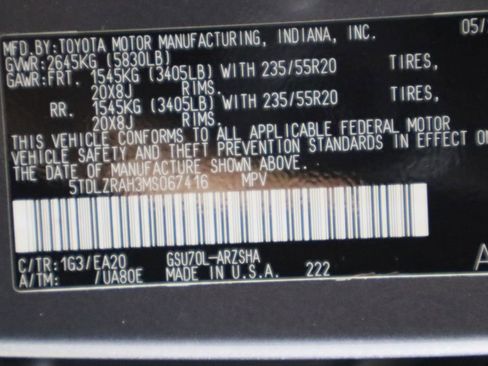 MFD.BY:TOYOTA MOTOR MANUFACTURING, INDIANA, INC. 05/
GVWR:2645KG (5830LB)
GAWR:FRT. 1545KG (3405LB) WITH 235/55R20 TIRES,
20X8J RIMS.
RR. 1545KG (3405LB) WITH 235/55R20 TIRES,
20X8J RIMS.
THIS VEHICLE CONFORMS TO ALL APPLICABLE FEDERAL MOTOR
VEHICLE SAFETY AND THEFT PREVENTION STANDARDS IN EFFECT ON
THE DATE OF MANUFACTURE SHOWN ABOVE.
5TDLZRAH3MS067416 MPV
C/TR:1G3/EA20 GSU70L-ARZSHA
A/TM: /UA80E MADE IN U.S.A. 222 A